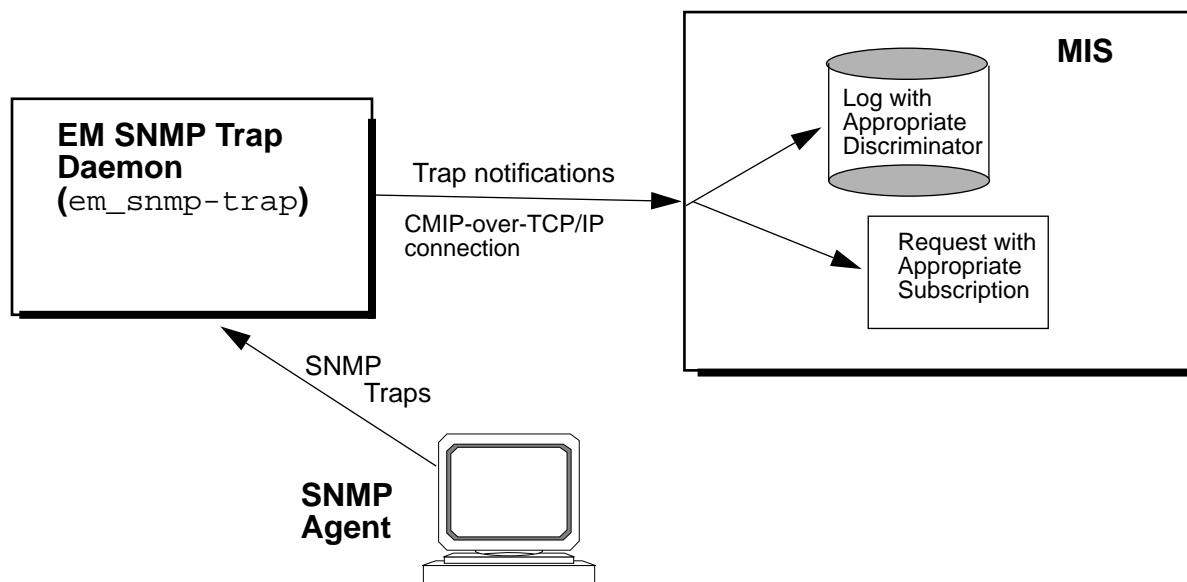 EM SNMP Trap
Daemon
(em_snmp-trap)
Trap notifications
CMIP-over-TCP/IP
connection
MIS
Log with
Appropriate
Discriminator
Request with
Appropriate
Subscription
SNMP
Traps
SNMP
Agent